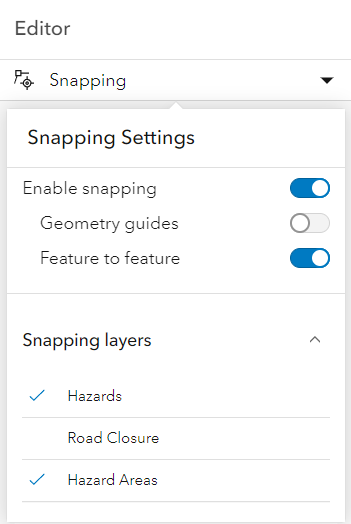 Editor
Snapping
Snapping Settings
Enable snapping
Geometry guides
Feature to feature
Snapping layers
Hazards
Road Closure
Hazard Areas